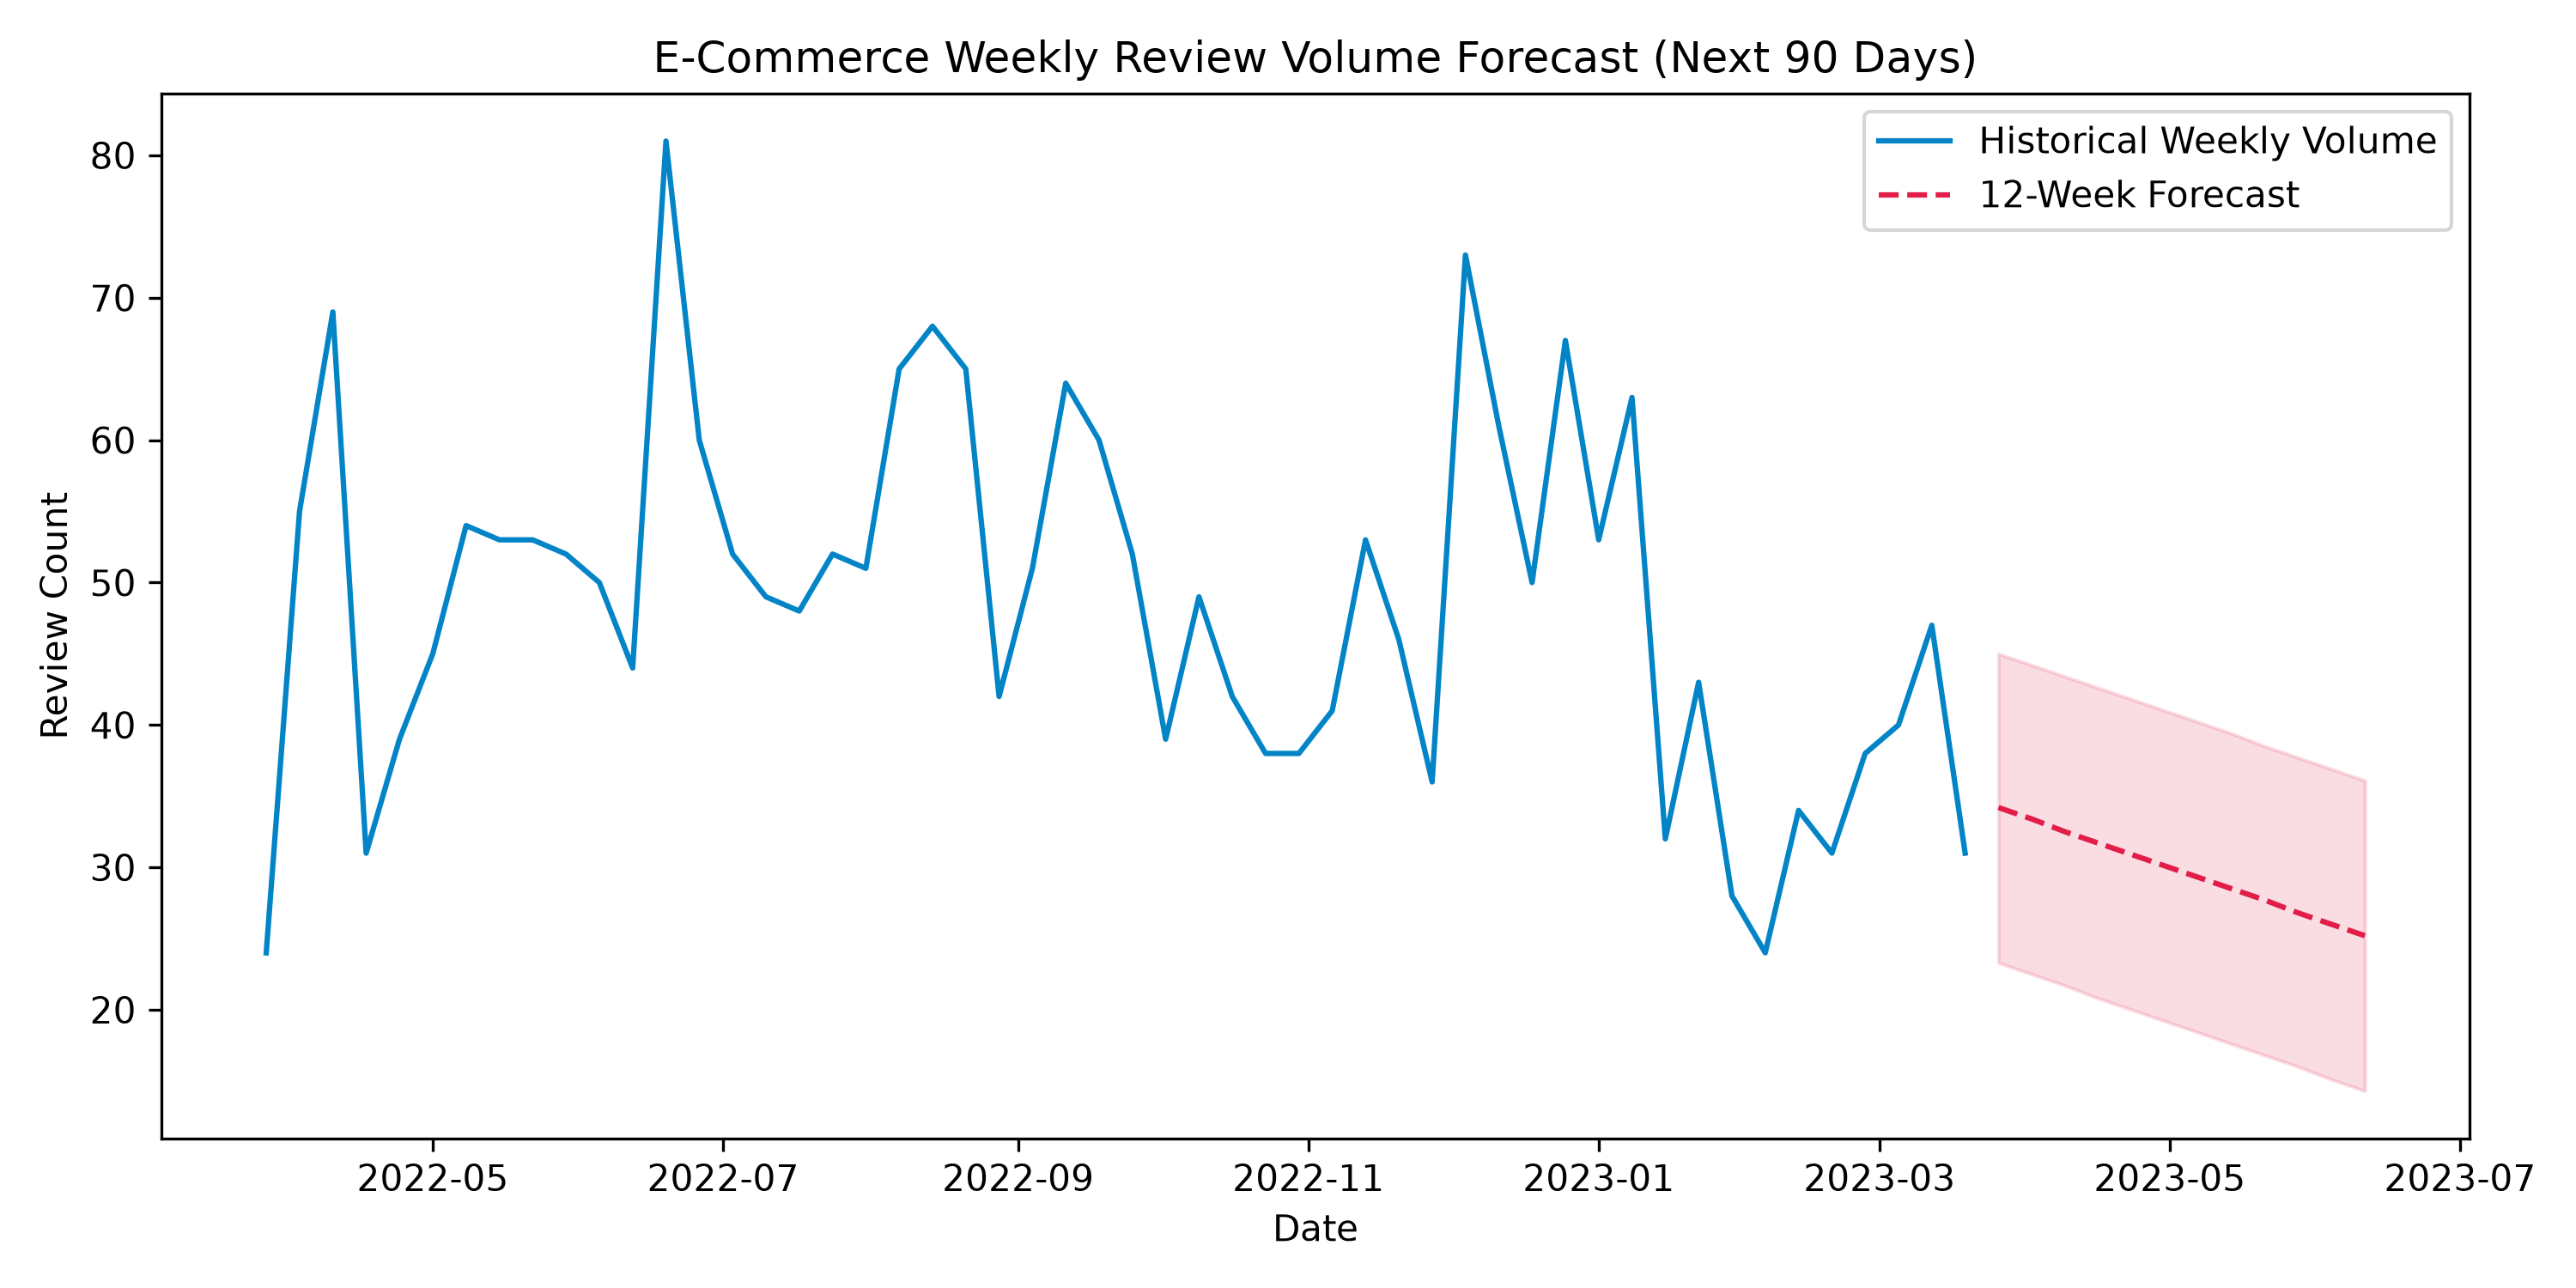 E-Commerce Weekly Review Volume Forecast (Next 90 Days)
Historical Weekly Volume
12-Week Forecast
Review Count
80
70
60
50
40
30
20
2022-05 2022-07 2022-09 2022-11 2023-01 2023-03 2023-05 2023-07
Date